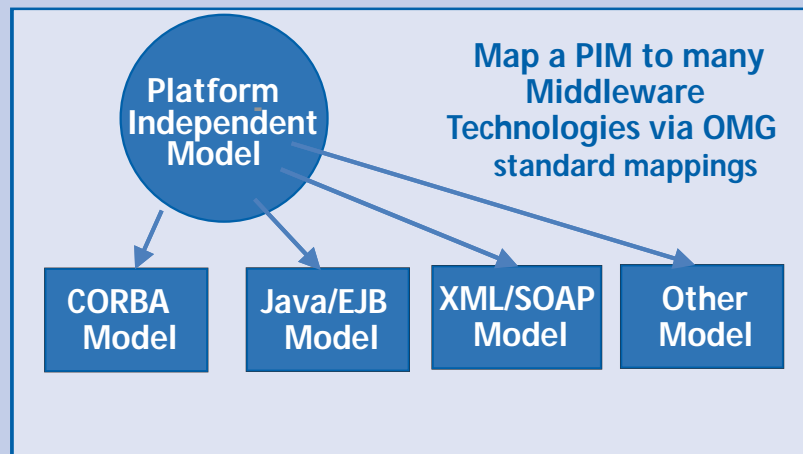 Platform
Independent
Model
Map a PIM to many
Middleware
Technologies via OMG
standard mappings
CORBA
Model
Java/EJB
Model
XML/SOAP
Model
Other
Model